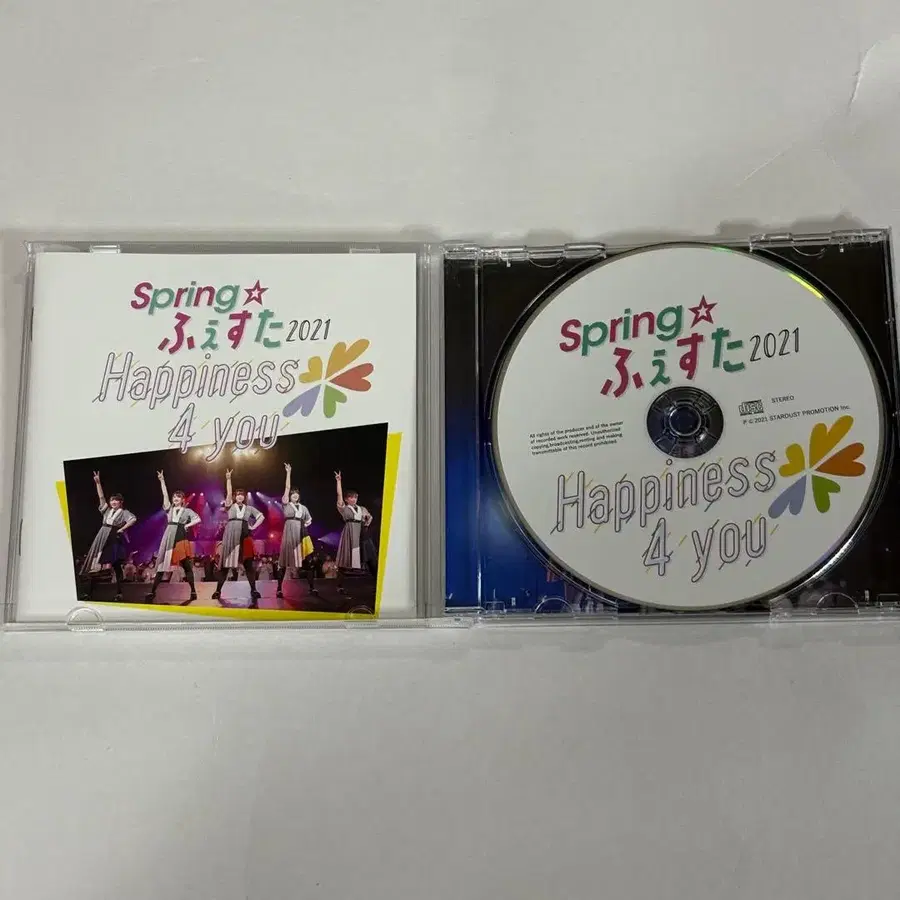 Spring☆
ふぇすた2021
Happiness
4 you
Spring☆
ふぇすた2021
STEREO
℗ © 2021 STARDUST PROMOTION Inc.
All rights of the producer and of the owner
of recorded work reserved. Unauthorized
copying,broadcasting,renting and making
transmittable of this record prohibited.
Happiness
4 you